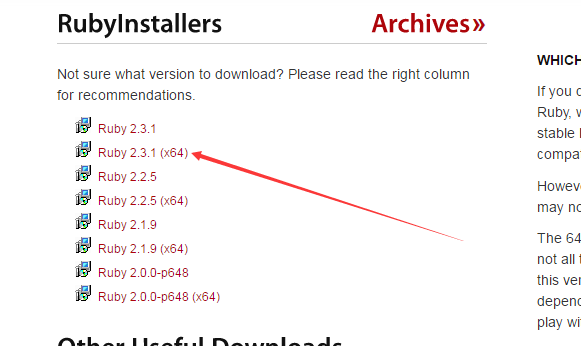 RubyInstallers Archives»
Not sure what version to download? Please read the right column
for recommendations.
Ruby 2.3.1
Ruby 2.3.1 (x64)
Ruby 2.2.5
Ruby 2.2.5 (x64)
Ruby 2.1.9
Ruby 2.1.9 (x64)
Ruby 2.0.0-p648
Ruby 2.0.0-p648 (x64)
Other Useful Downloads
WHICH
If you
Ruby, w
stable
compa
Howev
may no
The 64
not all
this ver
depend
play wi